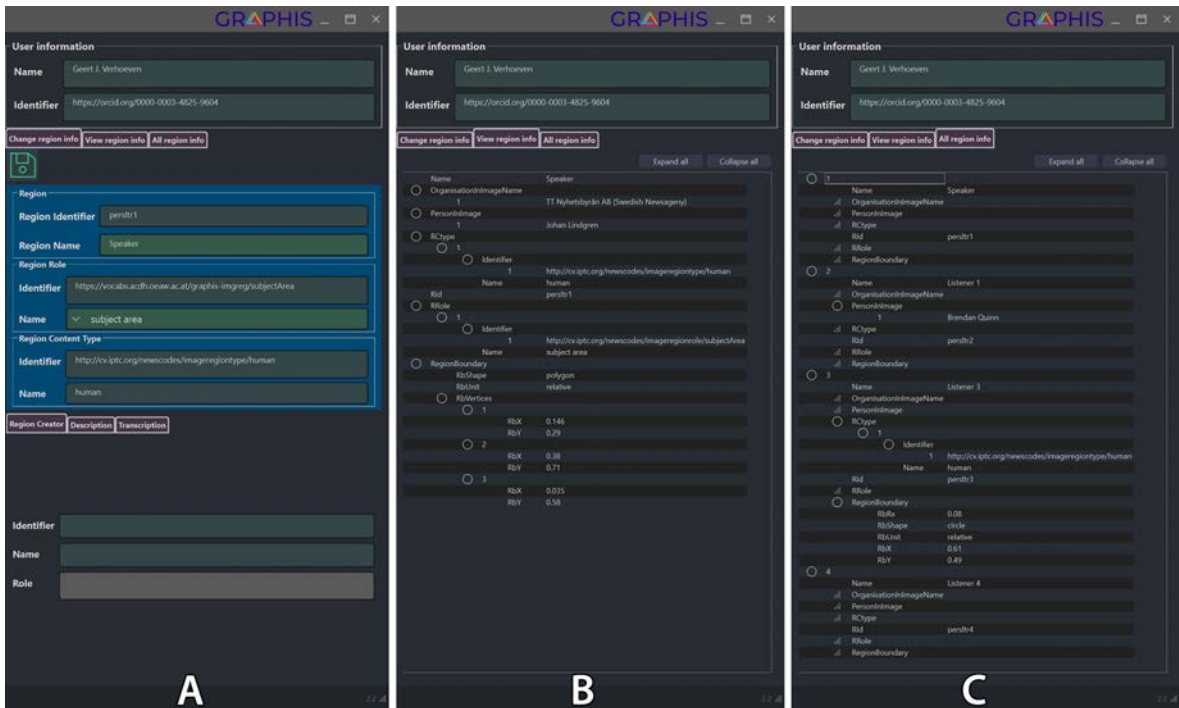 GRAPHIS
User information
Name Geert J. Verhoeven
Identifier https://orcid.org/0000-0003-4825-9604
Change region info View region info All region info
Region
Region Identifier persltr1
Region Name Speaker
Region Role
Identifier https://vocabs.acdh.oeaw.ac.at/graphis-imgreg/subjectArea
Name subject area
Region Content Type
Identifier http://cv.iptc.org/newscodes/imageregiontype/human
Name human
Region Creator Description Transcription
Identifier
Name
Role
A
2.2
GRAPHIS
User information
Name Geert J. Verhoeven
Identifier https://orcid.org/0000-0003-4825-9604
Change region info View region info All region info
Expand all Collapse all
Name Speaker
OrganisationInImageName
1 TT Nyhetsbyrån AB (Swedish Newsageny)
PersonInImage
1 Johan Lindgren
RCtype
1
Identifier
1 http://cv.iptc.org/newscodes/imageregiontype/human
Name human
RId persltr1
RRole
1
Identifier
1 http://cv.iptc.org/newscodes/imageregionrole/subjectArea
Name subject area
RegionBoundary
RbShape polygon
RbUnit relative
RbVertices
1
RbX 0.146
RbY 0.29
2
RbX 0.38
RbY 0.71
3
RbX 0.035
RbY 0.58
B
2.2
GRAPHIS
User information
Name Geert J. Verhoeven
Identifier https://orcid.org/0000-0003-4825-9604
Change region info View region info All region info
Expand all Collapse all
1
Name Speaker
OrganisationInImageName
PersonInImage
RCtype
RId persltr1
RRole
RegionBoundary
2
Name Listener 1
OrganisationInImageName
PersonInImage
1 Brendan Quinn
RCtype
RId persltr2
RRole
RegionBoundary
3
Name Listener 3
OrganisationInImageName
PersonInImage
RCtype
1
Identifier
1 http://cv.iptc.org/newscodes/imageregiontype/human
Name human
RId persltr3
RRole
RegionBoundary
RbRx 0.08
RbShape circle
RbUnit relative
RbX 0.61
RbY 0.49
4
Name Listener 4
OrganisationInImageName
PersonInImage
RCtype
RId persltr4
RRole
RegionBoundary
C
2.2